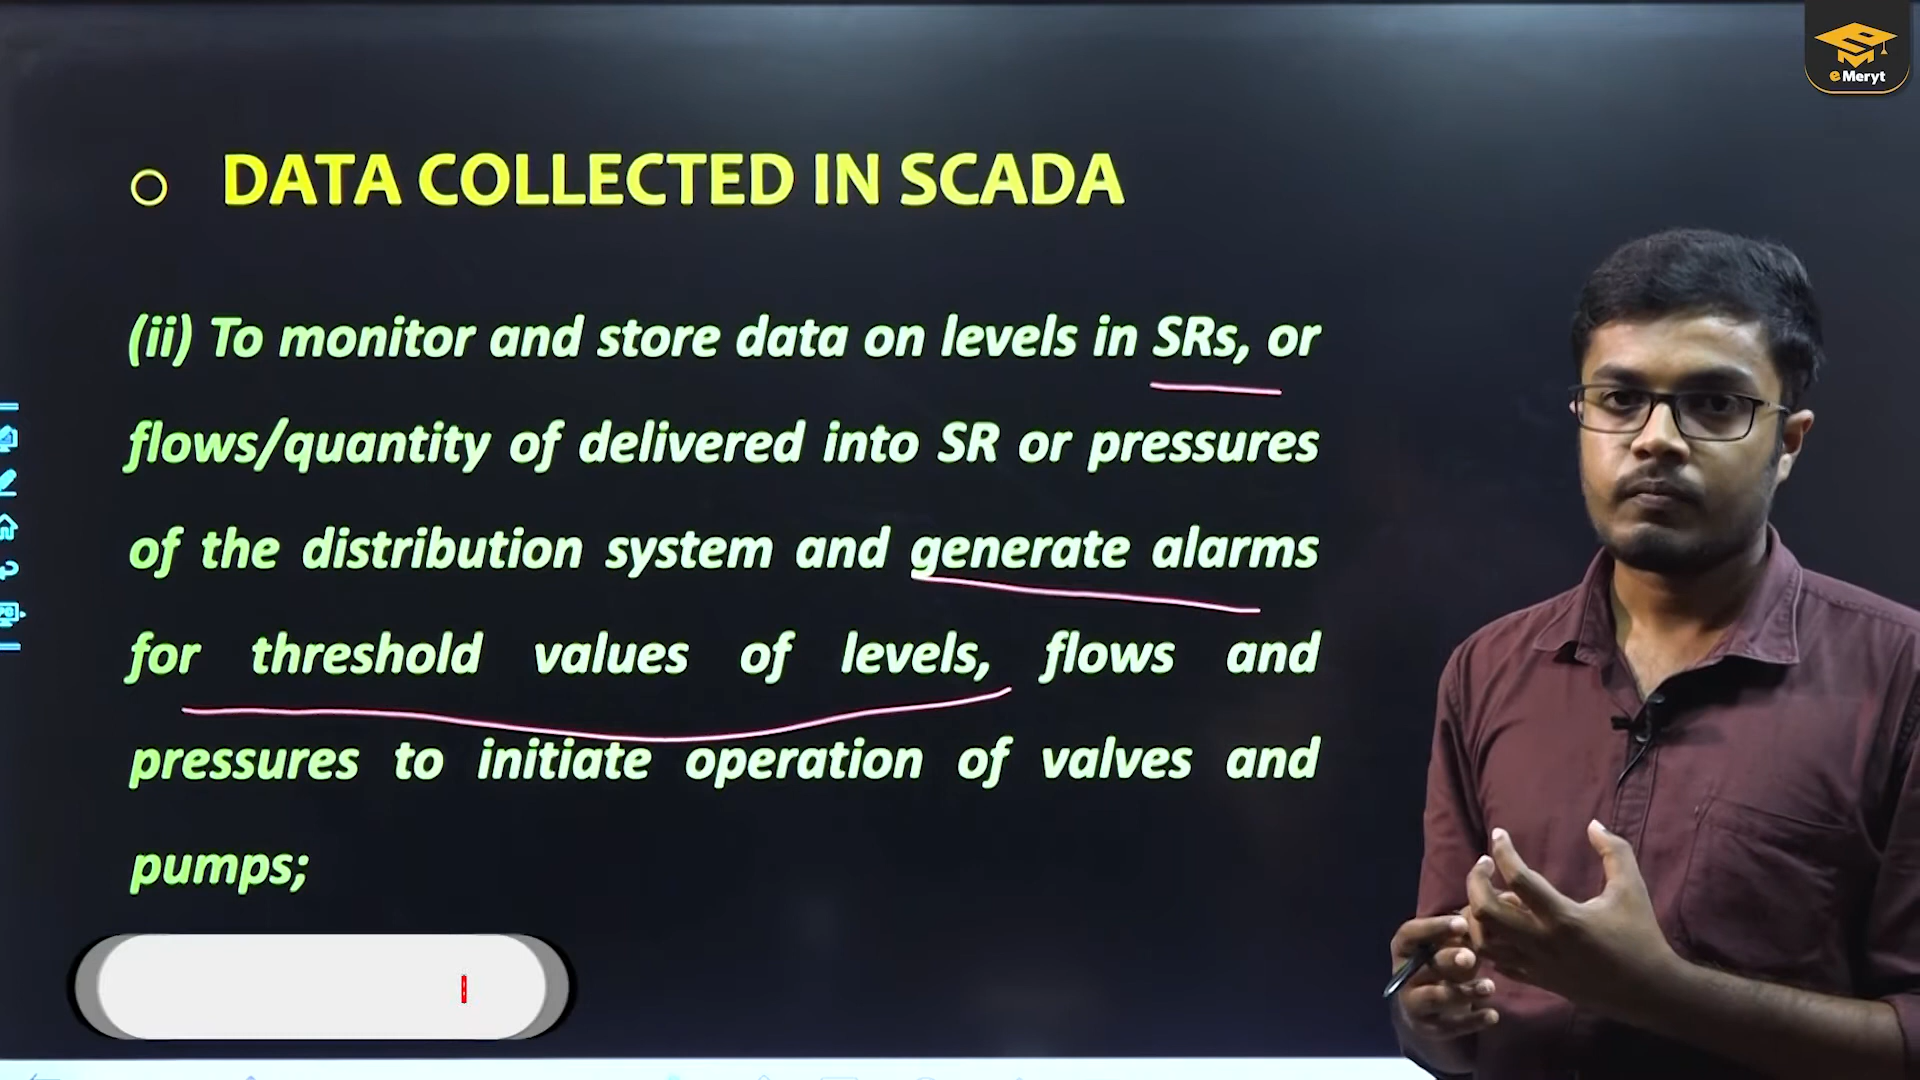 eMeryt
DATA COLLECTED IN SCADA
(ii) To monitor and store data on levels in SRs, or
flows/quantity of delivered into SR or pressures
of the distribution system and generate alarms
for threshold values of levels, flows and
pressures to initiate operation of valves and
pumps;